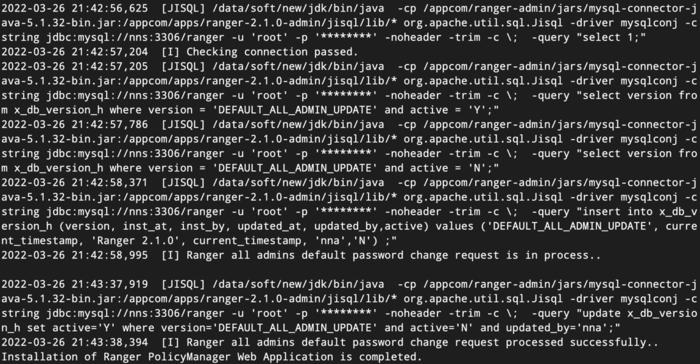 2022-03-26 21:42:56,625  [JISQL] /data/soft/new/jdk/bin/java  -cp /appcom/ranger-admin/jars/mysql-connector-j
ava-5.1.32-bin.jar:/appcom/apps/ranger-2.1.0-admin/jisql/lib/* org.apache.util.sql.Jisql -driver mysqlconj -c
string jdbc:mysql://nns:3306/ranger -u 'root' -p '********' -noheader -trim -c \;  -query "select 1;"
2022-03-26 21:42:57,204  [I] Checking connection passed.
2022-03-26 21:42:57,205  [JISQL] /data/soft/new/jdk/bin/java  -cp /appcom/ranger-admin/jars/mysql-connector-j
ava-5.1.32-bin.jar:/appcom/apps/ranger-2.1.0-admin/jisql/lib/* org.apache.util.sql.Jisql -driver mysqlconj -c
string jdbc:mysql://nns:3306/ranger -u 'root' -p '********' -noheader -trim -c \;  -query "select version fro
m x_db_version_h where version = 'DEFAULT_ALL_ADMIN_UPDATE' and active = 'Y';"
2022-03-26 21:42:57,786  [JISQL] /data/soft/new/jdk/bin/java  -cp /appcom/ranger-admin/jars/mysql-connector-j
ava-5.1.32-bin.jar:/appcom/apps/ranger-2.1.0-admin/jisql/lib/* org.apache.util.sql.Jisql -driver mysqlconj -c
string jdbc:mysql://nns:3306/ranger -u 'root' -p '********' -noheader -trim -c \;  -query "select version fro
m x_db_version_h where version = 'DEFAULT_ALL_ADMIN_UPDATE' and active = 'N';"
2022-03-26 21:42:58,371  [JISQL] /data/soft/new/jdk/bin/java  -cp /appcom/ranger-admin/jars/mysql-connector-j
ava-5.1.32-bin.jar:/appcom/apps/ranger-2.1.0-admin/jisql/lib/* org.apache.util.sql.Jisql -driver mysqlconj -c
string jdbc:mysql://nns:3306/ranger -u 'root' -p '********' -noheader -trim -c \;  -query "insert into x_db_v
ersion_h (version, inst_at, inst_by, updated_at, updated_by,active) values ('DEFAULT_ALL_ADMIN_UPDATE', curre
nt_timestamp, 'Ranger 2.1.0', current_timestamp, 'nna','N') ;"
2022-03-26 21:42:58,995  [I] Ranger all admins default password change request is in process..
2022-03-26 21:43:37,919  [JISQL] /data/soft/new/jdk/bin/java  -cp /appcom/ranger-admin/jars/mysql-connector-j
ava-5.1.32-bin.jar:/appcom/apps/ranger-2.1.0-admin/jisql/lib/* org.apache.util.sql.Jisql -driver mysqlconj -c
string jdbc:mysql://nns:3306/ranger -u 'root' -p '********' -noheader -trim -c \;  -query "update x_db_versio
n_h set active='Y' where version='DEFAULT_ALL_ADMIN_UPDATE' and active='N' and updated_by='nna';"
2022-03-26 21:43:38,394  [I] Ranger all admins default password change request processed successfully..
Installation of Ranger PolicyManager Web Application is completed.